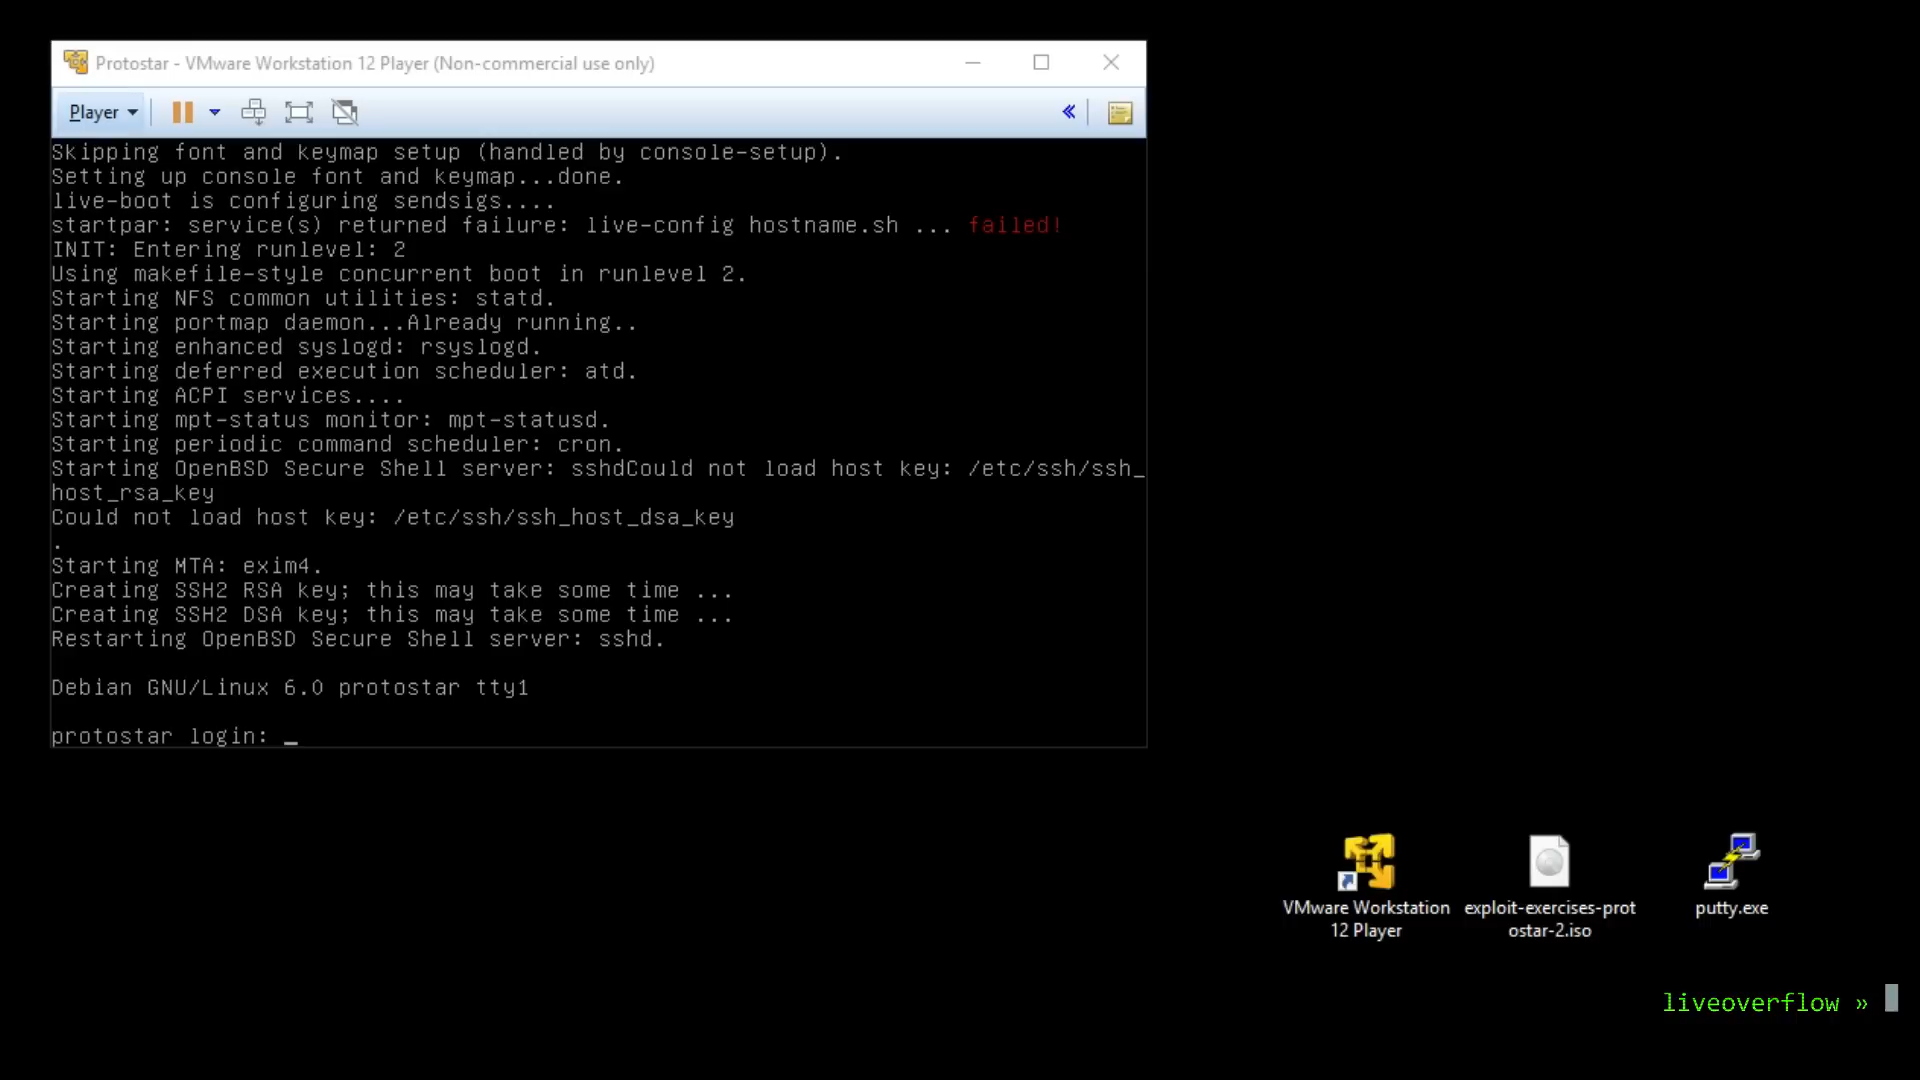 Protostar - VMware Workstation 12 Player (Non-commercial use only)
Player
Skipping font and keymap setup (handled by console-setup).
Setting up console font and keymap...done.
live-boot is configuring sendsigs....
startpar: service(s) returned failure: live-config hostname.sh ... failed!
INIT: Entering runlevel: 2
Using makefile-style concurrent boot in runlevel 2.
Starting NFS common utilities: statd.
Starting portmap daemon...Already running..
Starting enhanced syslogd: rsyslogd.
Starting deferred execution scheduler: atd.
Starting ACPI services....
Starting mpt-status monitor: mpt-statusd.
Starting periodic command scheduler: cron.
Starting OpenBSD Secure Shell server: sshdCould not load host key: /etc/ssh/ssh_
host_rsa_key
Could not load host key: /etc/ssh/ssh_host_dsa_key
.
Starting MTA: exim4.
Creating SSH2 RSA key; this may take some time ...
Creating SSH2 DSA key; this may take some time ...
Restarting OpenBSD Secure Shell server: sshd.
Debian GNU/Linux 6.0 protostar tty1
protostar login: _
VMware Workstation
12 Player
exploit-exercises-prot
ostar-2.iso
putty.exe
liveoverflow »